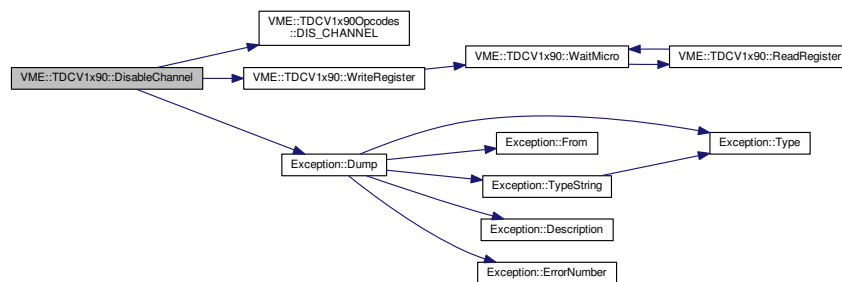 VME::TDCV1x90Opcodes
::DIS_CHANNEL
VME::TDCV1x90::DisableChannel
VME::TDCV1x90::WriteRegister
VME::TDCV1x90::WaitMicro
VME::TDCV1x90::ReadRegister
Exception::Dump
Exception::From
Exception::Type
Exception::TypeString
Exception::Description
Exception::ErrorNumber